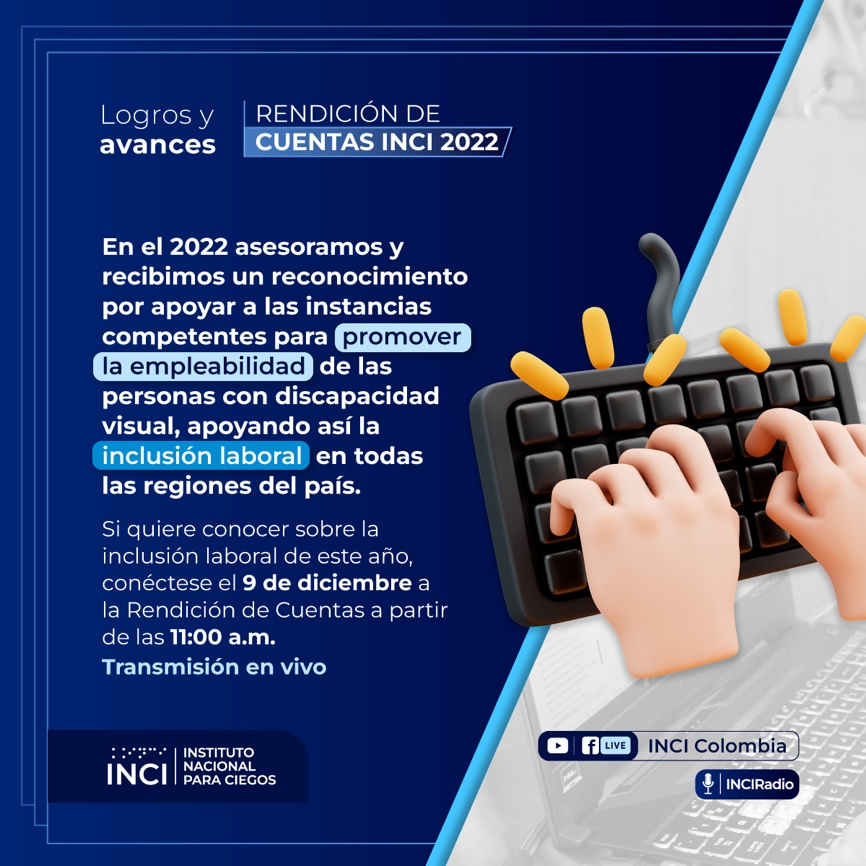 Logros y
avances
RENDICIÓN DE
CUENTAS INCI 2022
En el 2022 asesoramos y
recibimos un reconocimiento
por apoyar a las instancias
competentes para promover
la empleabilidad de las
personas con discapacidad
visual, apoyando así la
inclusión laboral en todas
las regiones del país.
Si quiere conocer sobre la
inclusión laboral de este año,
conéctese el 9 de diciembre a
la Rendición de Cuentas a partir
de las 11:00 a.m.
Transmisión en vivo
INCI
INSTITUTO
NACIONAL
PARA CIEGOS
LIVE INCI Colombia
INCIRadio